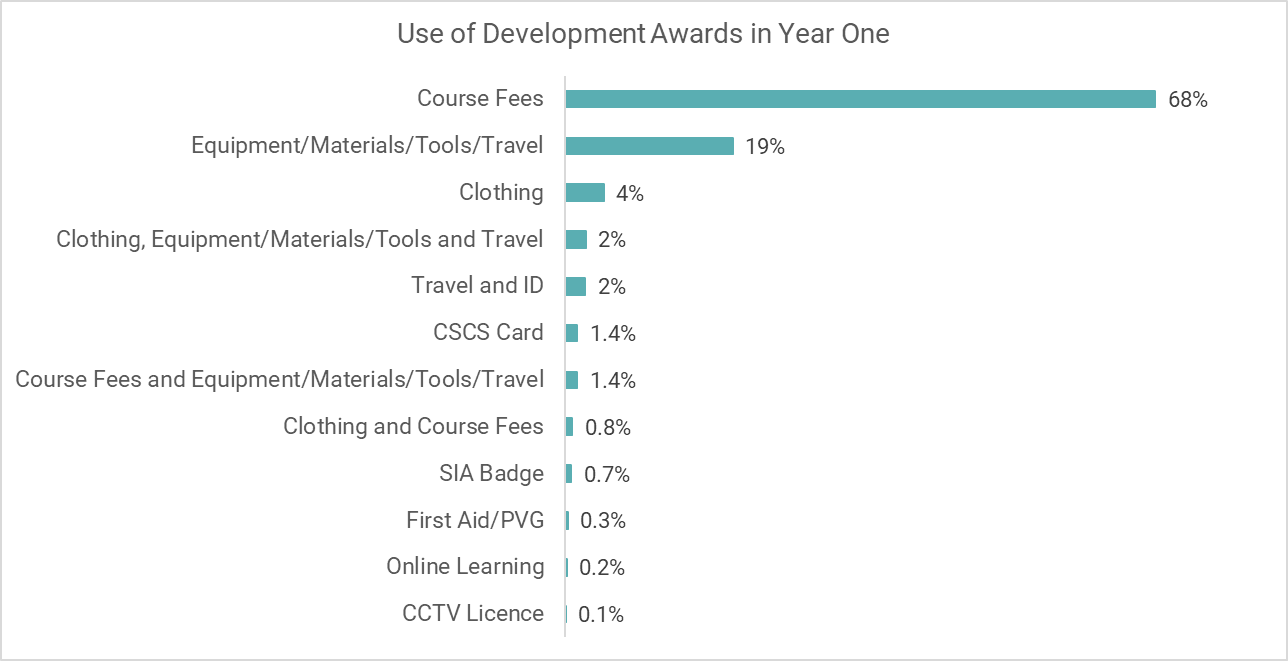 Use of Development Awards in Year One
Course Fees 68%
Equipment/Materials/Tools/Travel 19%
Clothing 4%
Clothing, Equipment/Materials/Tools and Travel 2%
Travel and ID 2%
CSCS Card 1.4%
Course Fees and Equipment/Materials/Tools/Travel 1.4%
Clothing and Course Fees 0.8%
SIA Badge 0.7%
First Aid/PVG 0.3%
Online Learning 0.2%
CCTV Licence 0.1%